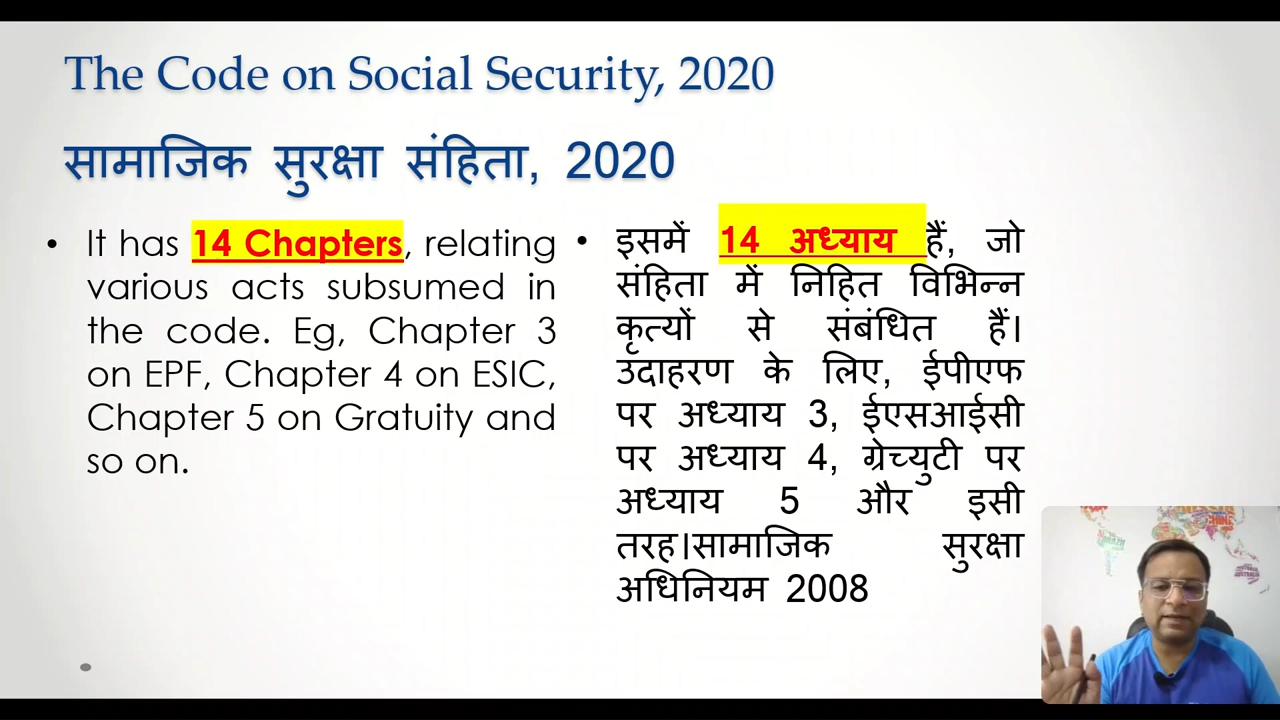 The Code on Social Security, 2020
सामाजिक सुरक्षा संहिता, 2020
• It has 14 Chapters, relating
various acts subsumed in
the code. Eg, Chapter 3
on EPF, Chapter 4 on ESIC,
Chapter 5 on Gratuity and
so on.
• इसमें 14 अध्याय हैं, जो
संहिता में निहित विभिन्न
कृत्यों से संबंधित हैं।
उदाहरण के लिए, ईपीएफ
पर अध्याय 3, ईएसआईसी
पर अध्याय 4, ग्रेच्युटी पर
अध्याय 5 और इसी
तरह।सामाजिक सुरक्षा
अधिनियम 2008